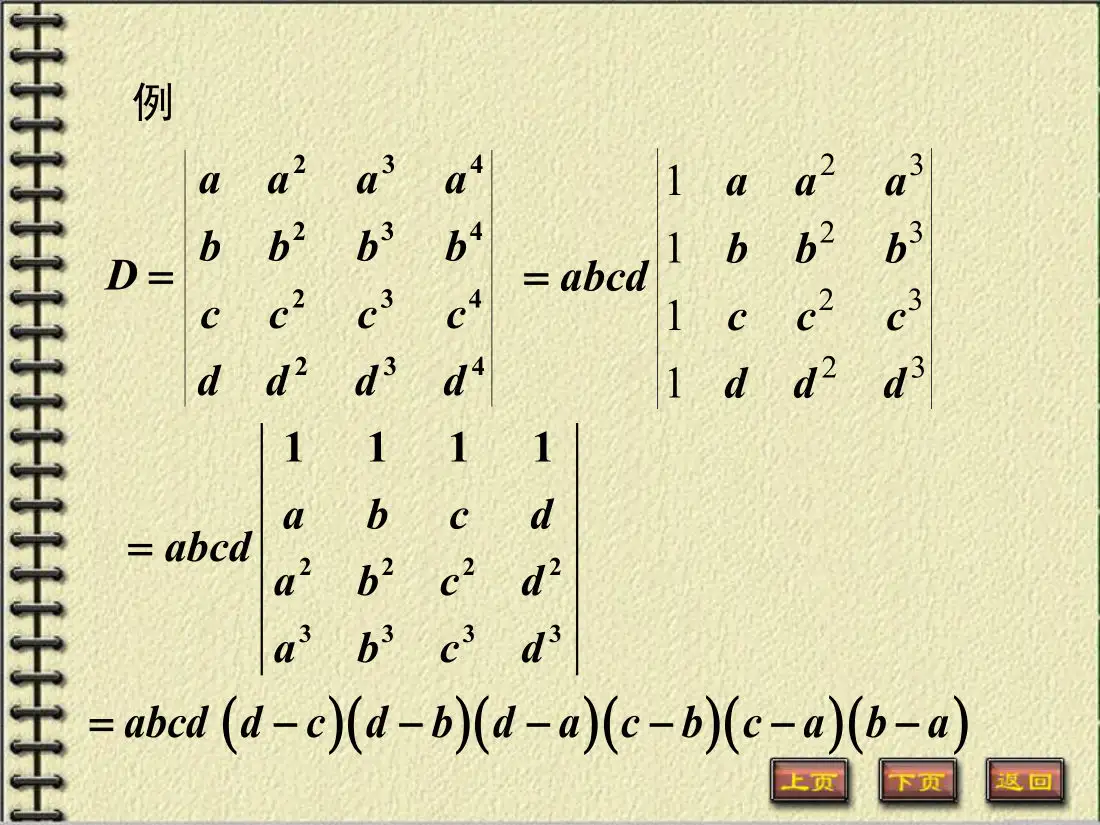 例
D = | a a² a³ a⁴ | = abcd | 1 a a² a³ |
| b b² b³ b⁴ | | 1 b b² b³ |
| c c² c³ c⁴ | | 1 c c² c³ |
| d d² d³ d⁴ | | 1 d d² d³ |
= abcd | 1 1 1 1 |
| a b c d |
| a² b² c² d² |
| a³ b³ c³ d³ |
= abcd (d − c)(d − b)(d − a)(c − b)(c − a)(b − a)
上页 下页 返回